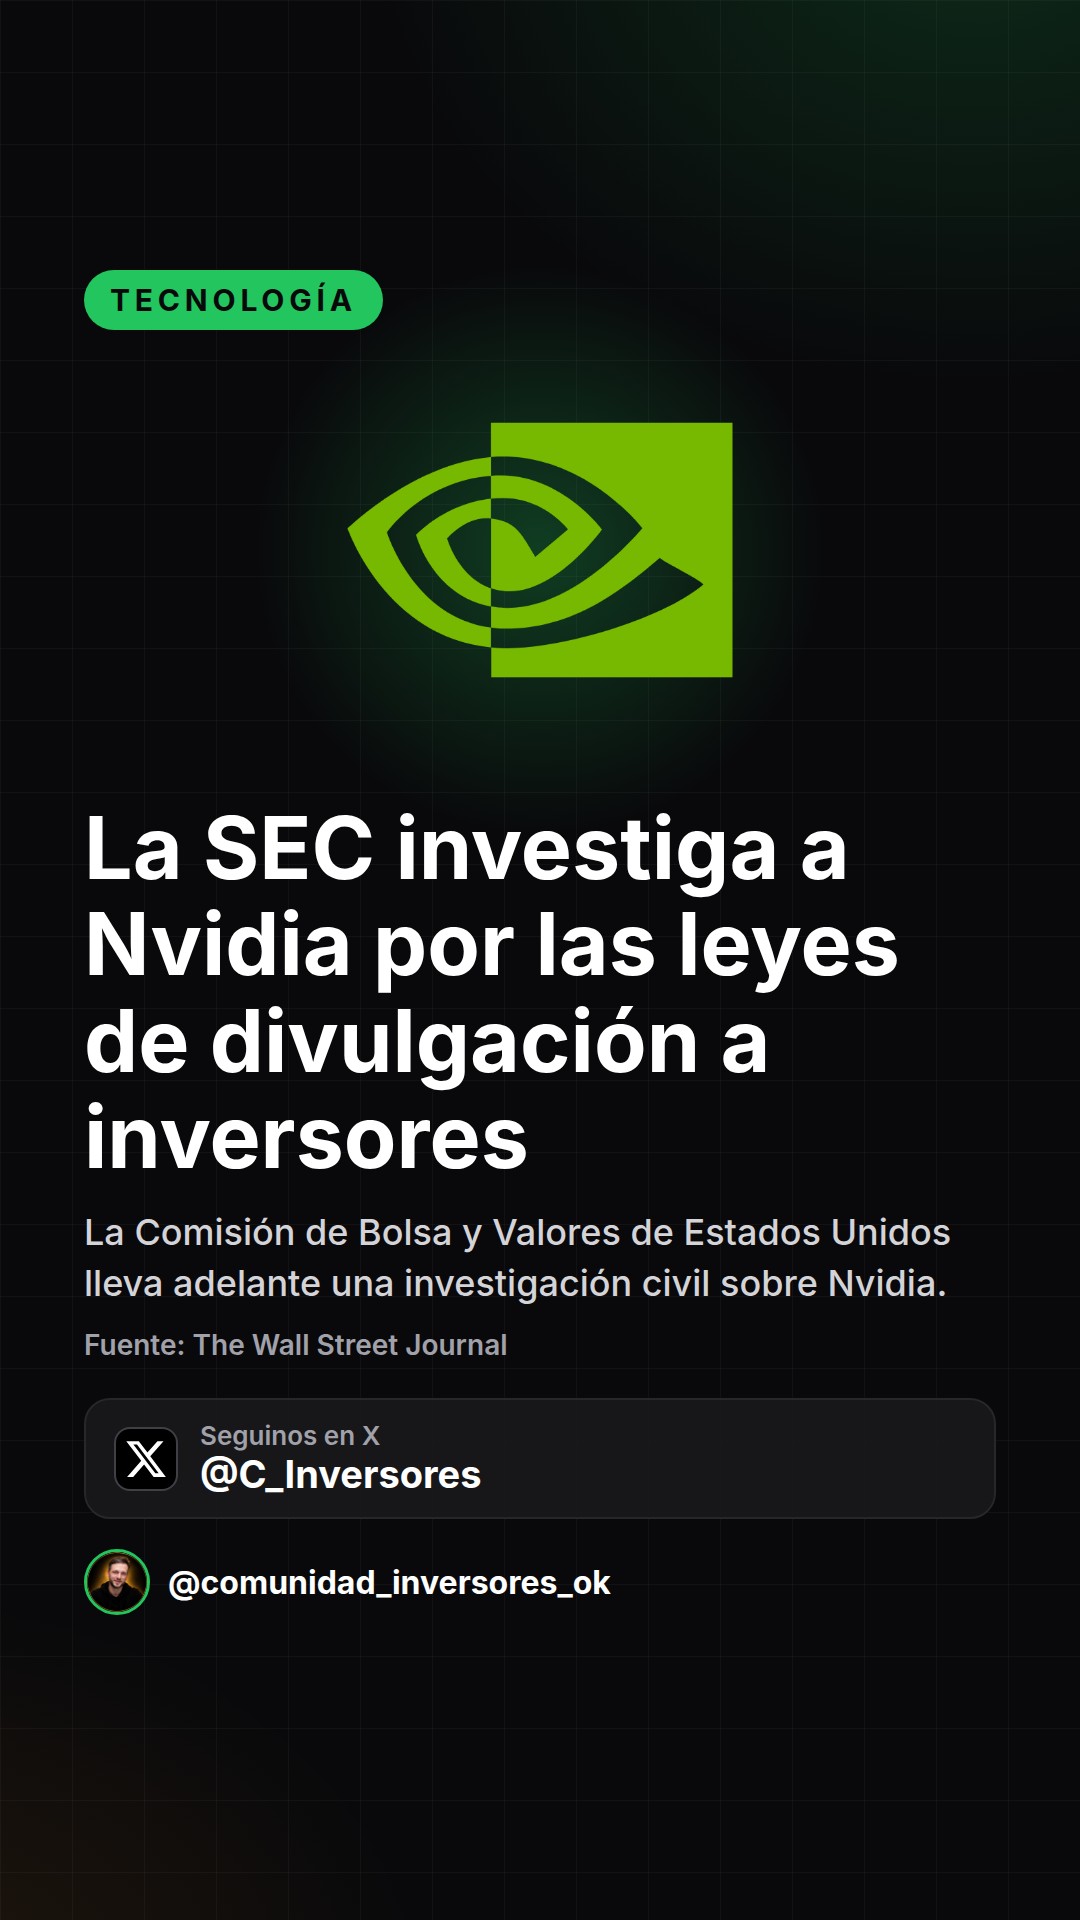 TECNOLOGÍA
La SEC investiga a
Nvidia por las leyes
de divulgación a
inversores
La Comisión de Bolsa y Valores de Estados Unidos
lleva adelante una investigación civil sobre Nvidia.
Fuente: The Wall Street Journal
Seguinos en X
@C_Inversores
@comunidad_inversores_ok